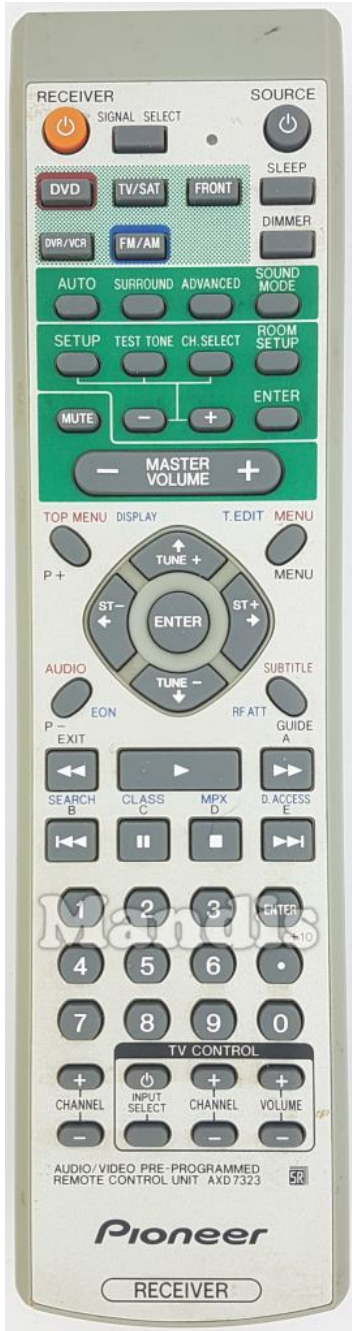 RECEIVER SOURCE
SIGNAL SELECT
SLEEP
DVD TV/SAT FRONT
DIMMER
DVR/VCR FM/AM
AUTO SURROUND ADVANCED SOUND MODE
SETUP TEST TONE CH.SELECT ROOM SETUP
ENTER
MUTE − +
− MASTER VOLUME +
TOP MENU DISPLAY T.EDIT MENU
TUNE +
P+ MENU
ST− ENTER ST+
AUDIO SUBTITLE
TUNE −
EON RF ATT
P− GUIDE
EXIT A
SEARCH CLASS MPX D.ACCESS
B C D E
1 2 3 ENTER
Mandis
+10
4 5 6 •
7 8 9 0
TV CONTROL
+ + +
CHANNEL INPUT SELECT CHANNEL VOLUME
− − −
AUDIO/VIDEO PRE-PROGRAMMED
REMOTE CONTROL UNIT AXD7323 SR
Pioneer
RECEIVER